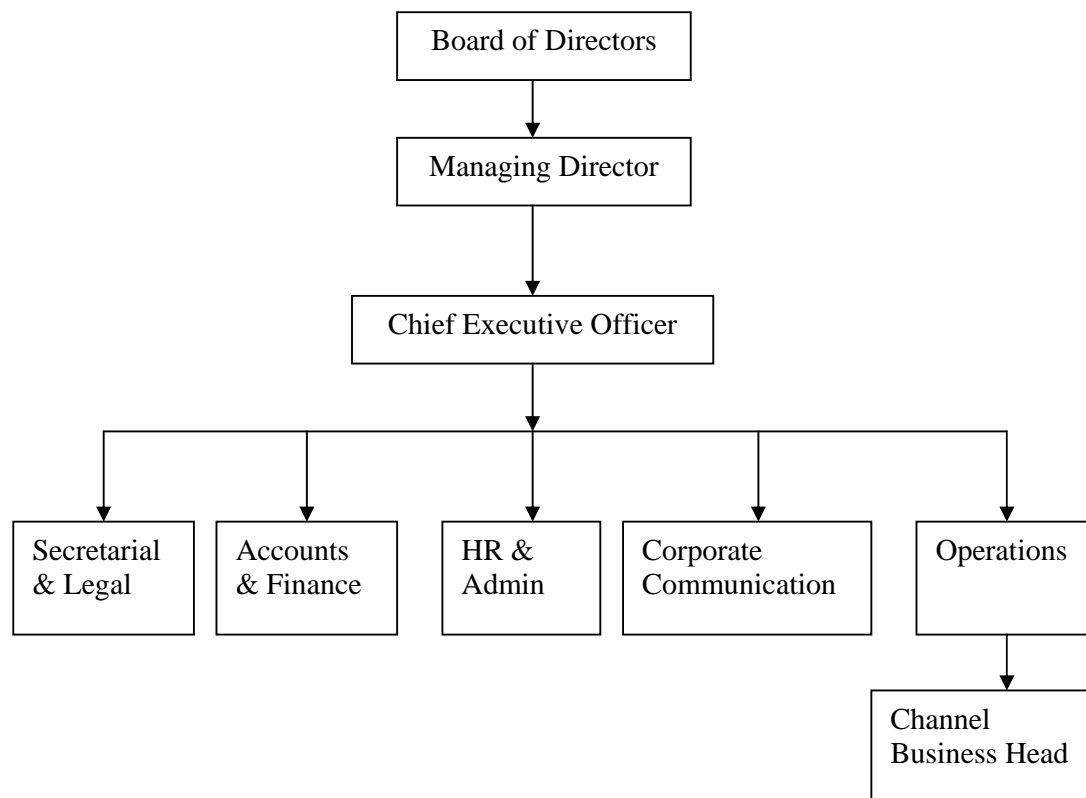 Board of Directors
Managing Director
Chief Executive Officer
Secretarial
& Legal
Accounts
& Finance
HR &
Admin
Corporate
Communication
Operations
Channel
Business Head